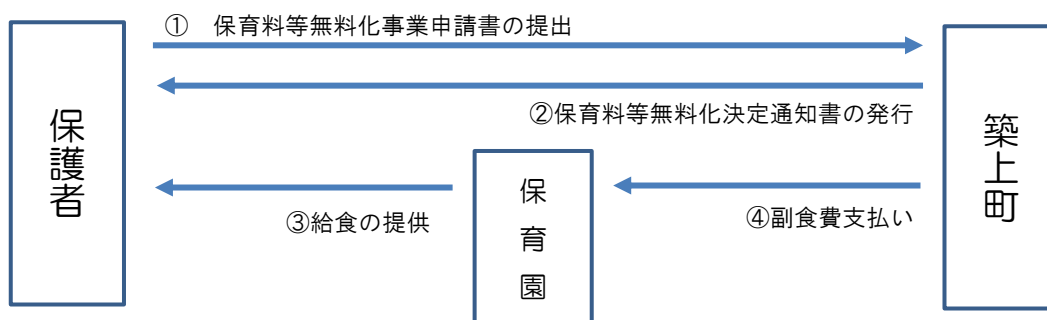 ① 保育料等無料化事業申請書の提出
②保育料等無料化決定通知書の発行
保護者
築上町
保育園
③給食の提供
④副食費支払い